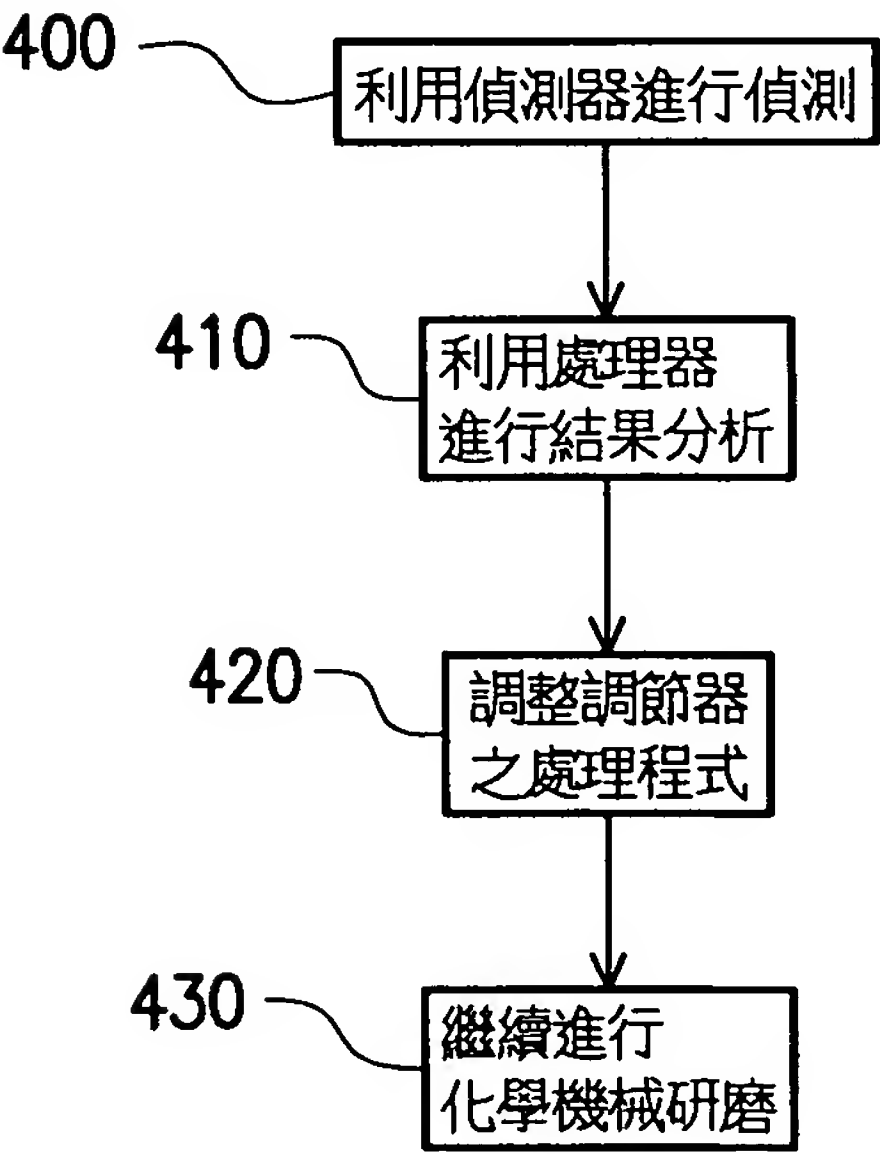 400
利用偵測器進行偵測
410
利用處理器
進行結果分析
420
調整調節器
之處理程式
430
繼續進行
化學機械研磨